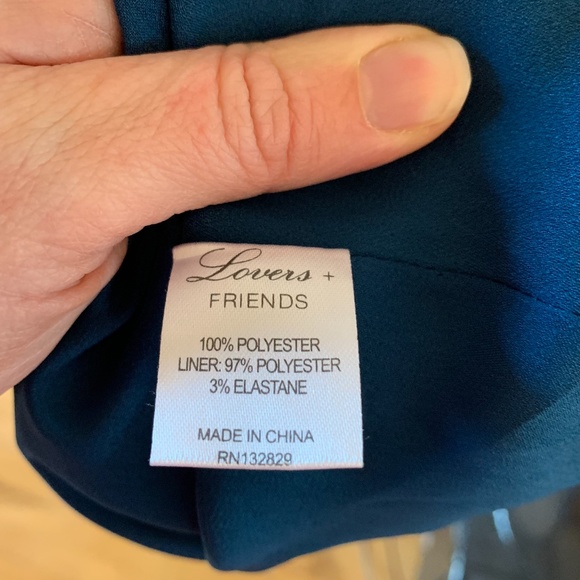 Lovers +
FRIENDS
100% POLYESTER
LINER: 97% POLYESTER
3% ELASTANE
MADE IN CHINA
RN132829